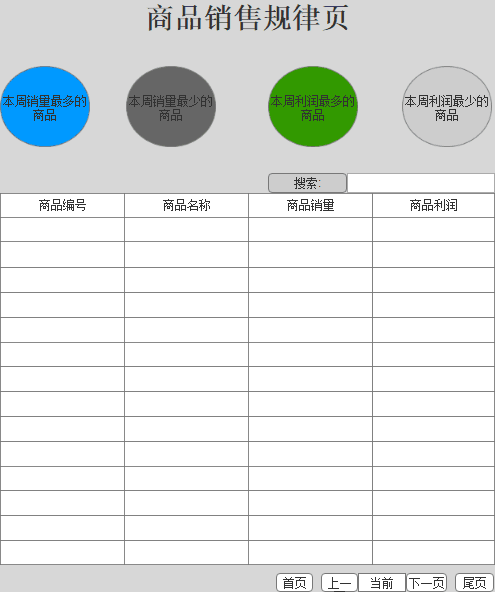 商品销售规律页
本周销量最多的
商品
本周销量最少的
商品
本周利润最多的
商品
本周利润最少的
商品
搜索:
商品编号 商品名称 商品销量 商品利润
首页 上一 当前 下一页 尾页